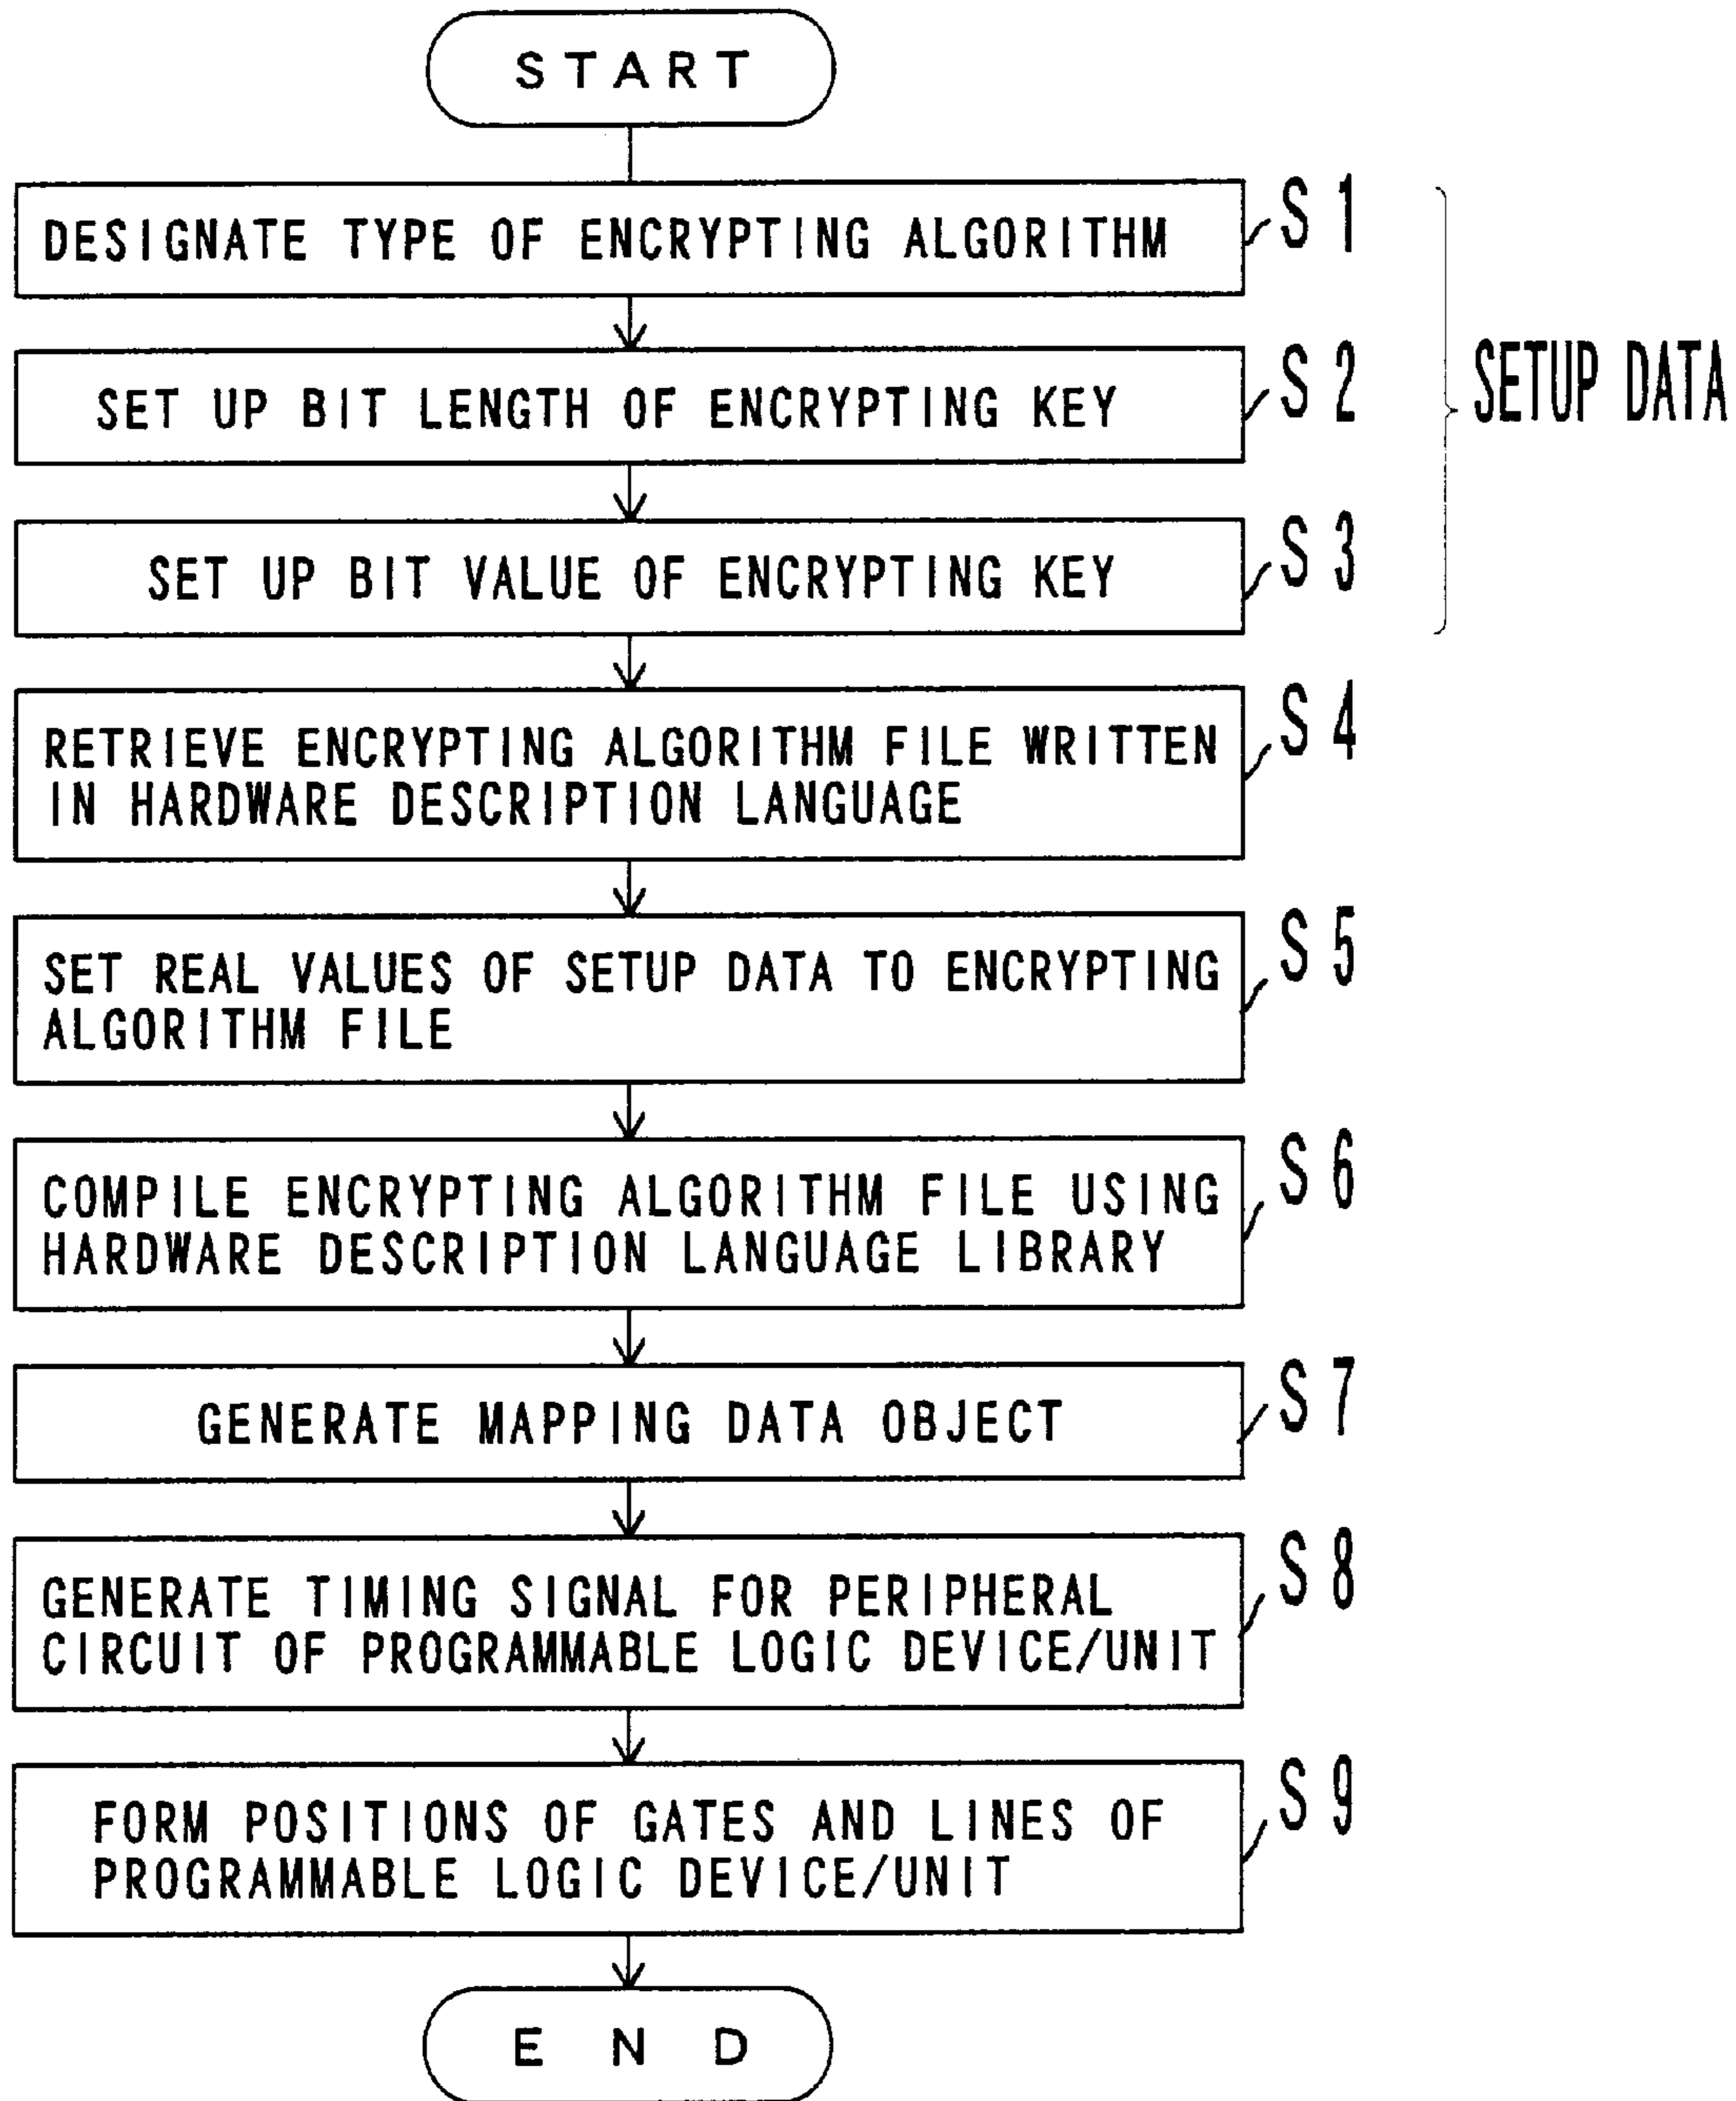 START
DESIGNATE TYPE OF ENCRYPTING ALGORITHM
S1
SET UP BIT LENGTH OF ENCRYPTING KEY
S2
SETUP DATA
SET UP BIT VALUE OF ENCRYPTING KEY
S3
RETRIEVE ENCRYPTING ALGORITHM FILE WRITTEN
IN HARDWARE DESCRIPTION LANGUAGE
S4
SET REAL VALUES OF SETUP DATA TO ENCRYPTING
ALGORITHM FILE
S5
COMPILE ENCRYPTING ALGORITHM FILE USING
HARDWARE DESCRIPTION LANGUAGE LIBRARY
S6
GENERATE MAPPING DATA OBJECT
S7
GENERATE TIMING SIGNAL FOR PERIPHERAL
CIRCUIT OF PROGRAMMABLE LOGIC DEVICE/UNIT
S8
FORM POSITIONS OF GATES AND LINES OF
PROGRAMMABLE LOGIC DEVICE/UNIT
S9
END